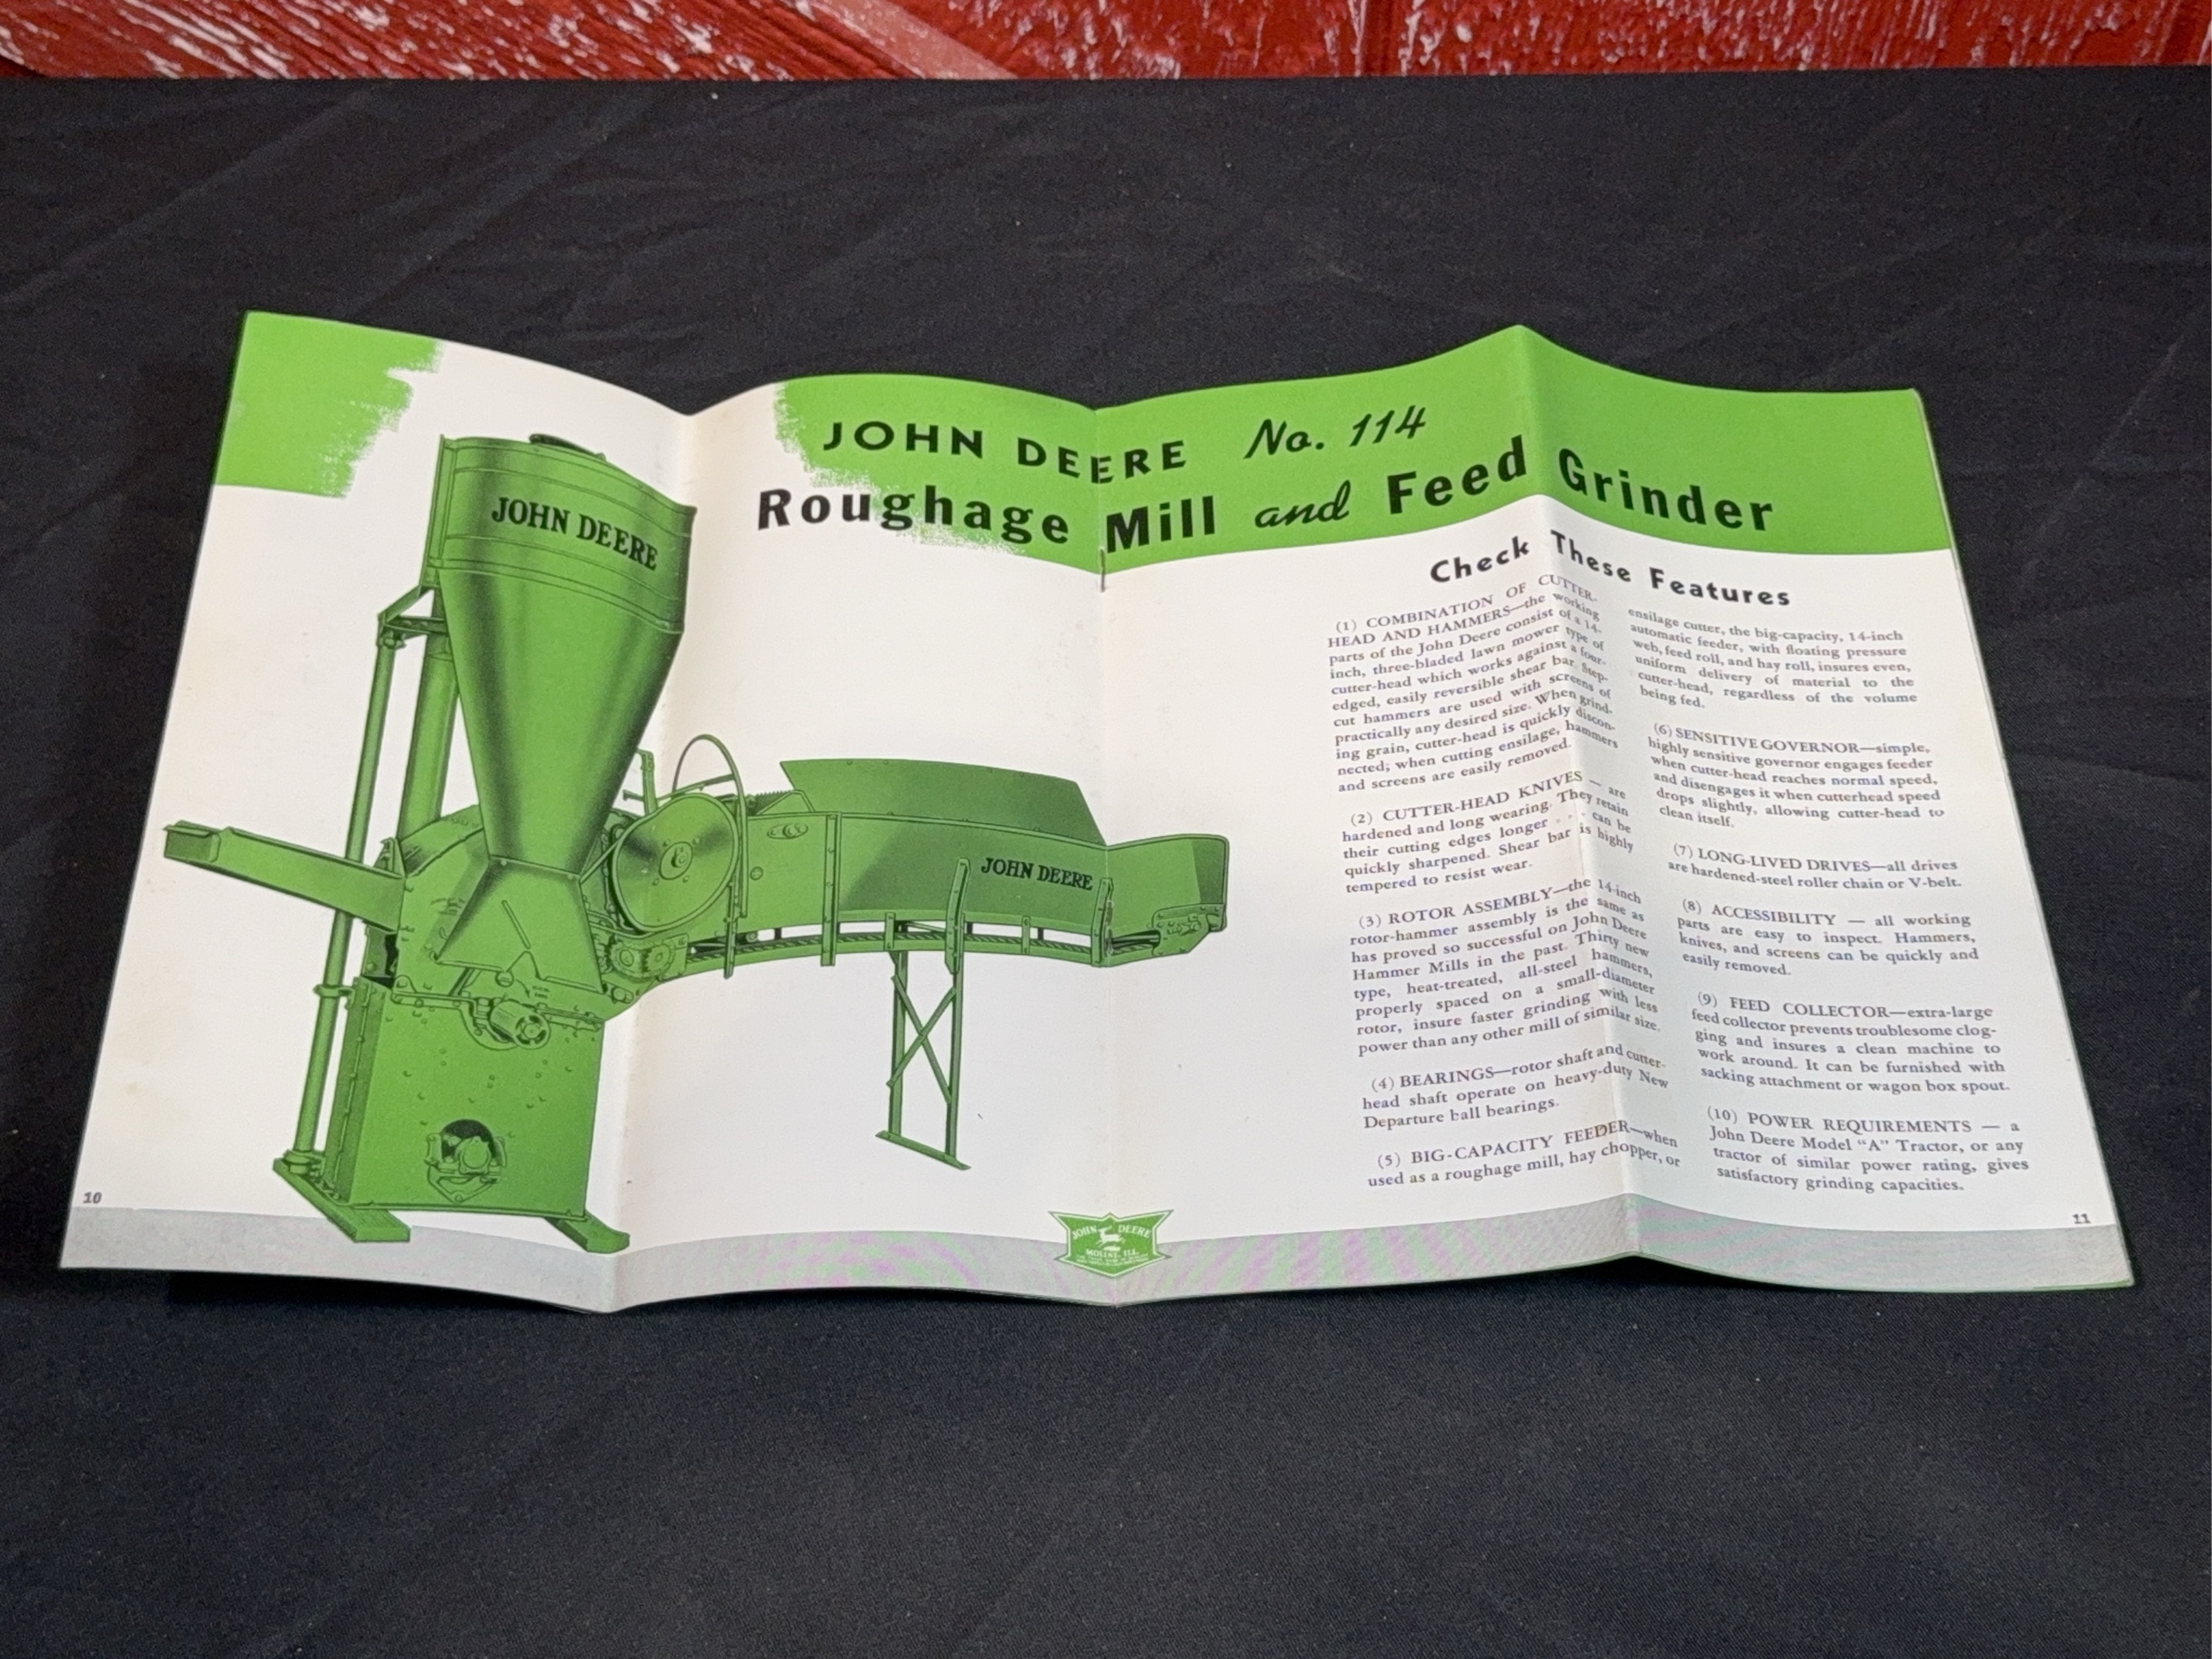 JOHN DEERE No. 114
Roughage Mill and Feed Grinder
JOHN DEERE
JOHN DEERE
Check These Features
(1) COMBINATION OF CUTTER-
HEAD AND HAMMERS—the working
parts of the John Deere consist of a 14-
inch, three-bladed lawn mower type of
cutter-head which works against a four-
edged, easily reversible shear bar. Step-
cut hammers are used with screens of
practically any desired size. When grind-
ing grain, cutter-head is quickly discon-
nected; when cutting ensilage, hammers
and screens are easily removed.
(2) CUTTER-HEAD KNIVES — are
hardened and long wearing. They retain
their cutting edges longer . . . can be
quickly sharpened. Shear bar is highly
tempered to resist wear.
(3) ROTOR ASSEMBLY—the 14-inch
rotor-hammer assembly is the same as
has proved so successful on John Deere
Hammer Mills in the past. Thirty new
type, heat-treated, all-steel hammers,
properly spaced on a small-diameter
rotor, insure faster grinding with less
power than any other mill of similar size.
(4) BEARINGS—rotor shaft and cutter-
head shaft operate on heavy-duty New
Departure ball bearings.
(5) BIG-CAPACITY FEEDER—when
used as a roughage mill, hay chopper, or
ensilage cutter, the big-capacity, 14-inch
automatic feeder, with floating pressure
web, feed roll, and hay roll, insures even,
uniform delivery of material to the
cutter-head, regardless of the volume
being fed.
(6) SENSITIVE GOVERNOR—simple,
highly sensitive governor engages feeder
when cutter-head reaches normal speed,
and disengages it when cutterhead speed
drops slightly, allowing cutter-head to
clean itself.
(7) LONG-LIVED DRIVES—all drives
are hardened-steel roller chain or V-belt.
(8) ACCESSIBILITY — all working
parts are easy to inspect. Hammers,
knives, and screens can be quickly and
easily removed.
(9) FEED COLLECTOR—extra-large
feed collector prevents troublesome clog-
ging and insures a clean machine to
work around. It can be furnished with
sacking attachment or wagon box spout.
(10) POWER REQUIREMENTS — a
John Deere Model "A" Tractor, or any
tractor of similar power rating, gives
satisfactory grinding capacities.
10
JOHN DEERE
MOLINE, ILL.
11